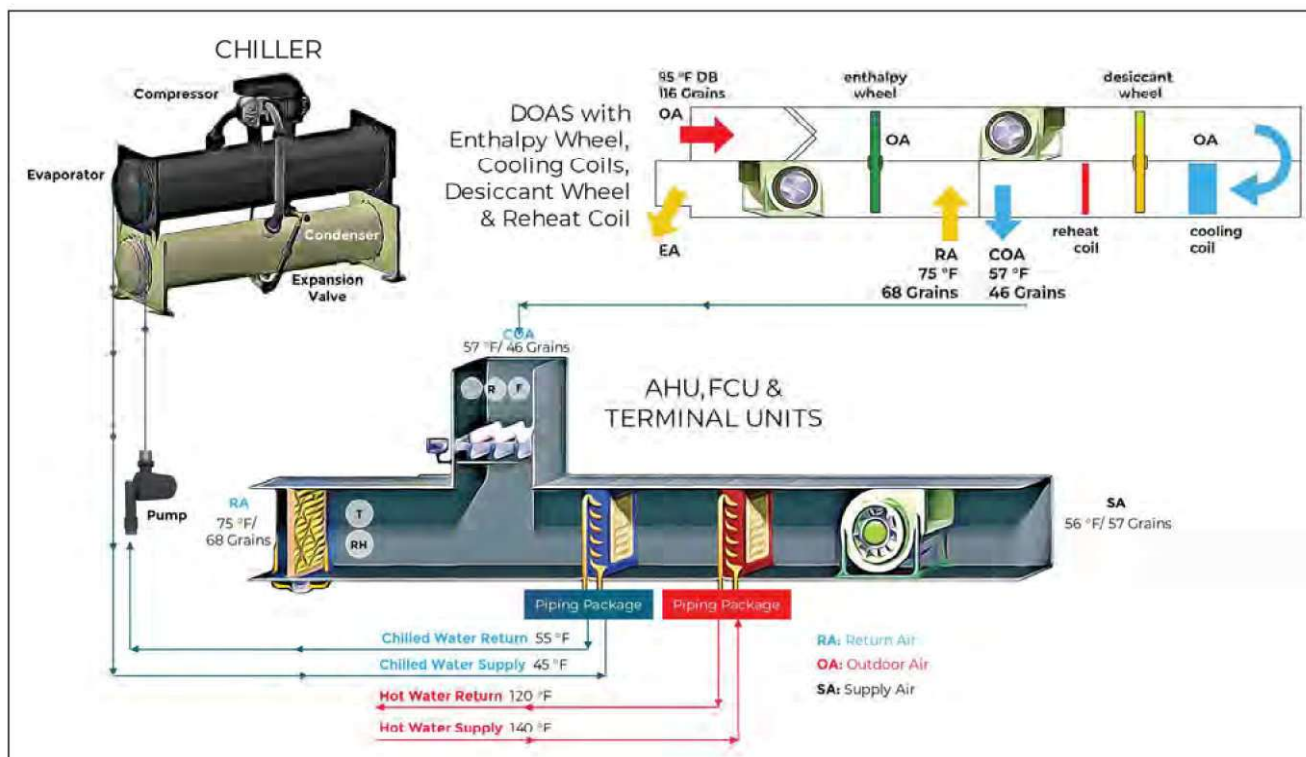 CHILLER
Compressor
Evaporator
Condenser
Expansion
Valve
DOAS with
Enthalpy Wheel,
Cooling Coils,
Desiccant Wheel
& Reheat Coil
95 °F DB
116 Grains
OA
enthalpy
wheel
OA
desiccant
wheel
OA
EA
RA
75 °F
68 Grains
COA
57 °F
46 Grains
reheat
coil
cooling
coil
COA
57 °F/ 46 Grains
R
F
AHU, FCU &
TERMINAL UNITS
Pump
RA
75 °F/
68 Grains
T
RH
SA
56 °F/ 57 Grains
Piping Package
Piping Package
Chilled Water Return 55 °F
Chilled Water Supply 45 °F
Hot Water Return 120 °F
Hot Water Supply 140 °F
RA: Return Air
OA: Outdoor Air
SA: Supply Air